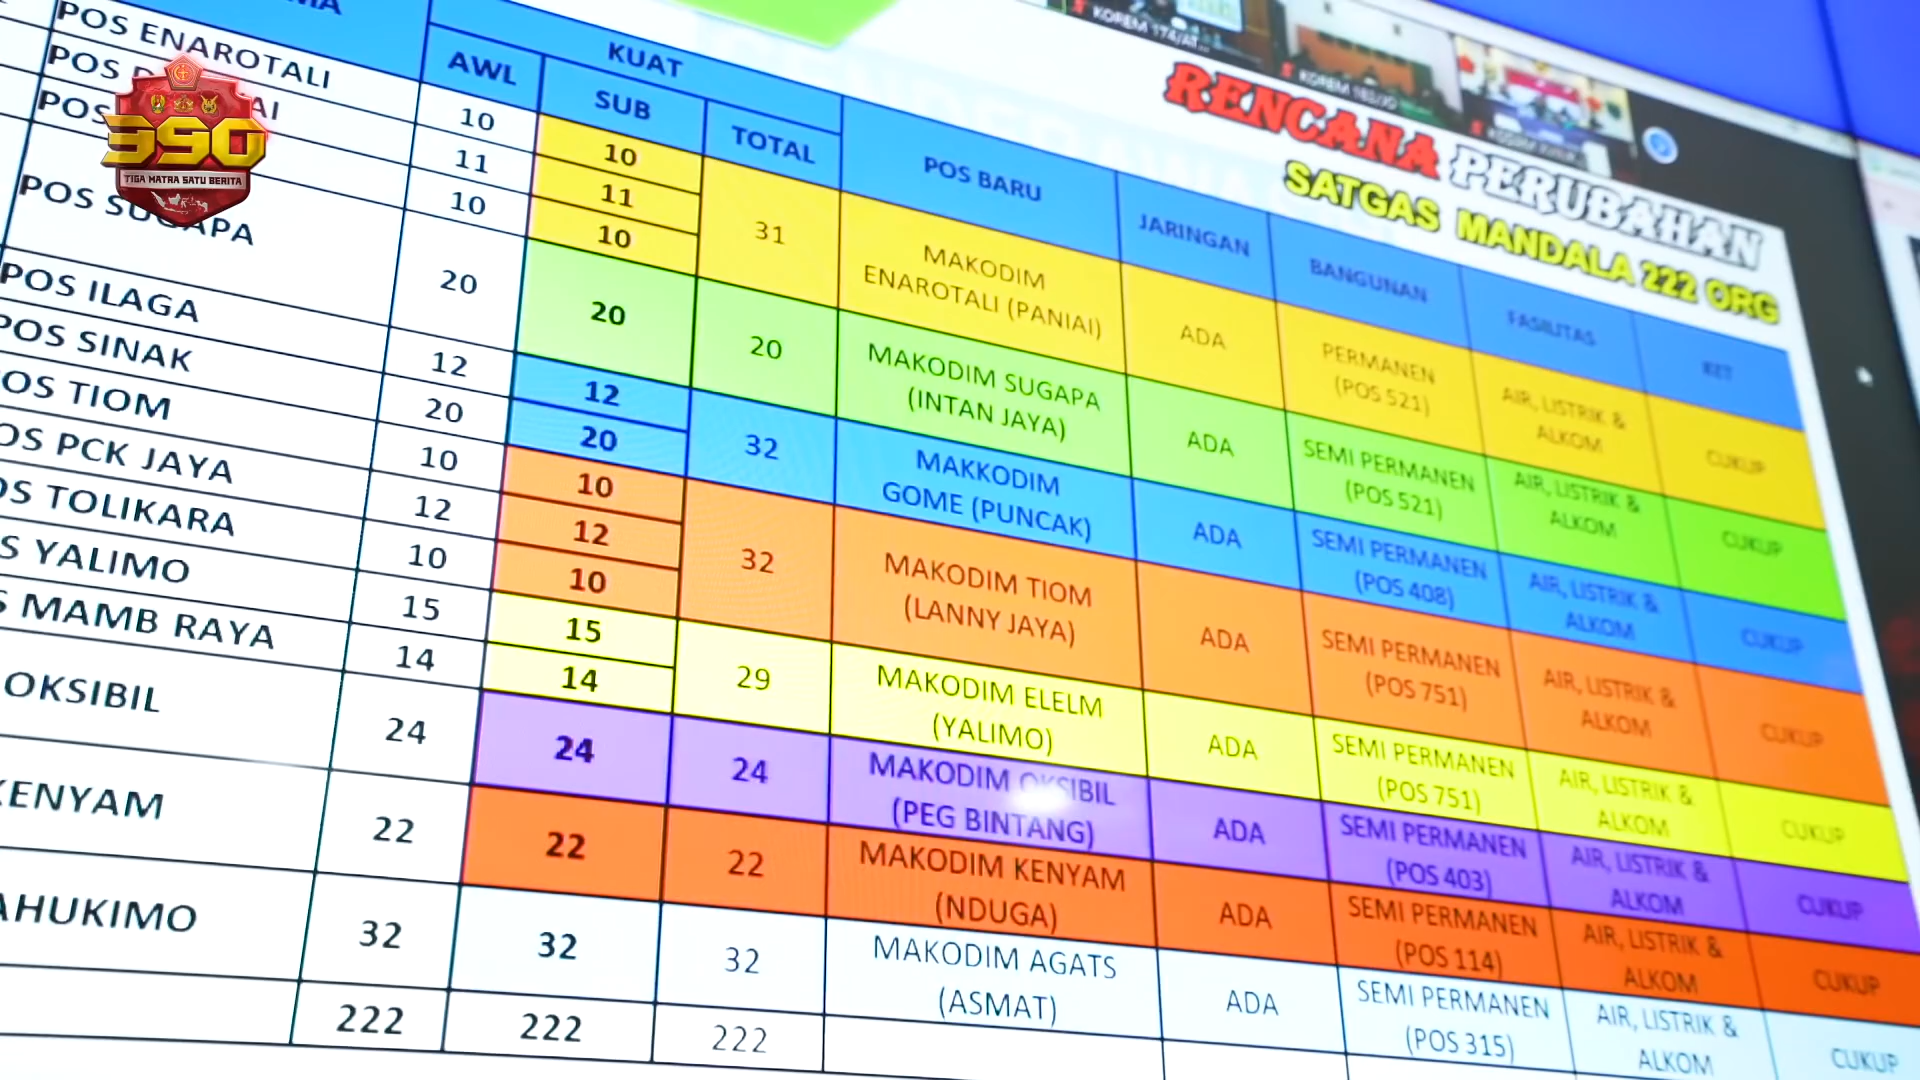 KOREM 174/AT...
RENCANA PERUBAHAN
SATGAS MANDALA 222 ORG
990
TIGA MATRA SATU BERITA
KUAT
AWL SUB TOTAL POS BARU JARINGAN BANGUNAN FASILITAS KET
POS ENAROTALI 10 10
POS AI 11 11
POS 10 10
31 MAKODIM ENAROTALI (PANIAI) ADA PERMANEN (POS 521) AIR, LISTRIK & ALKOM CUKUP
POS SUGAPA 20 20 20 MAKODIM SUGAPA (INTAN JAYA) ADA SEMI PERMANEN (POS 521) AIR, LISTRIK & ALKOM CUKUP
POS ILAGA 12 12
POS SINAK 20 20
32 MAKKODIM GOME (PUNCAK) ADA SEMI PERMANEN (POS 408) AIR, LISTRIK & ALKOM CUKUP
OS TIOM 10 10
OS PCK JAYA 12 12
OS TOLIKARA 10 10
32 MAKODIM TIOM (LANNY JAYA) ADA SEMI PERMANEN (POS 751) AIR, LISTRIK & ALKOM CUKUP
S YALIMO 15 15
S MAMB RAYA 14 14
29 MAKODIM ELELM (YALIMO) ADA SEMI PERMANEN (POS 751) AIR, LISTRIK & ALKOM CUKUP
OKSIBIL 24 24 24 MAKODIM OKSIBIL (PEG BINTANG) ADA SEMI PERMANEN (POS 403) AIR, LISTRIK & ALKOM CUKUP
KENYAM 22 22 22 MAKODIM KENYAM (NDUGA) ADA SEMI PERMANEN (POS 114) AIR, LISTRIK & ALKOM CUKUP
AHUKIMO 32 32 32 MAKODIM AGATS (ASMAT) ADA SEMI PERMANEN (POS 315) AIR, LISTRIK & ALKOM CUKUP
222 222 222